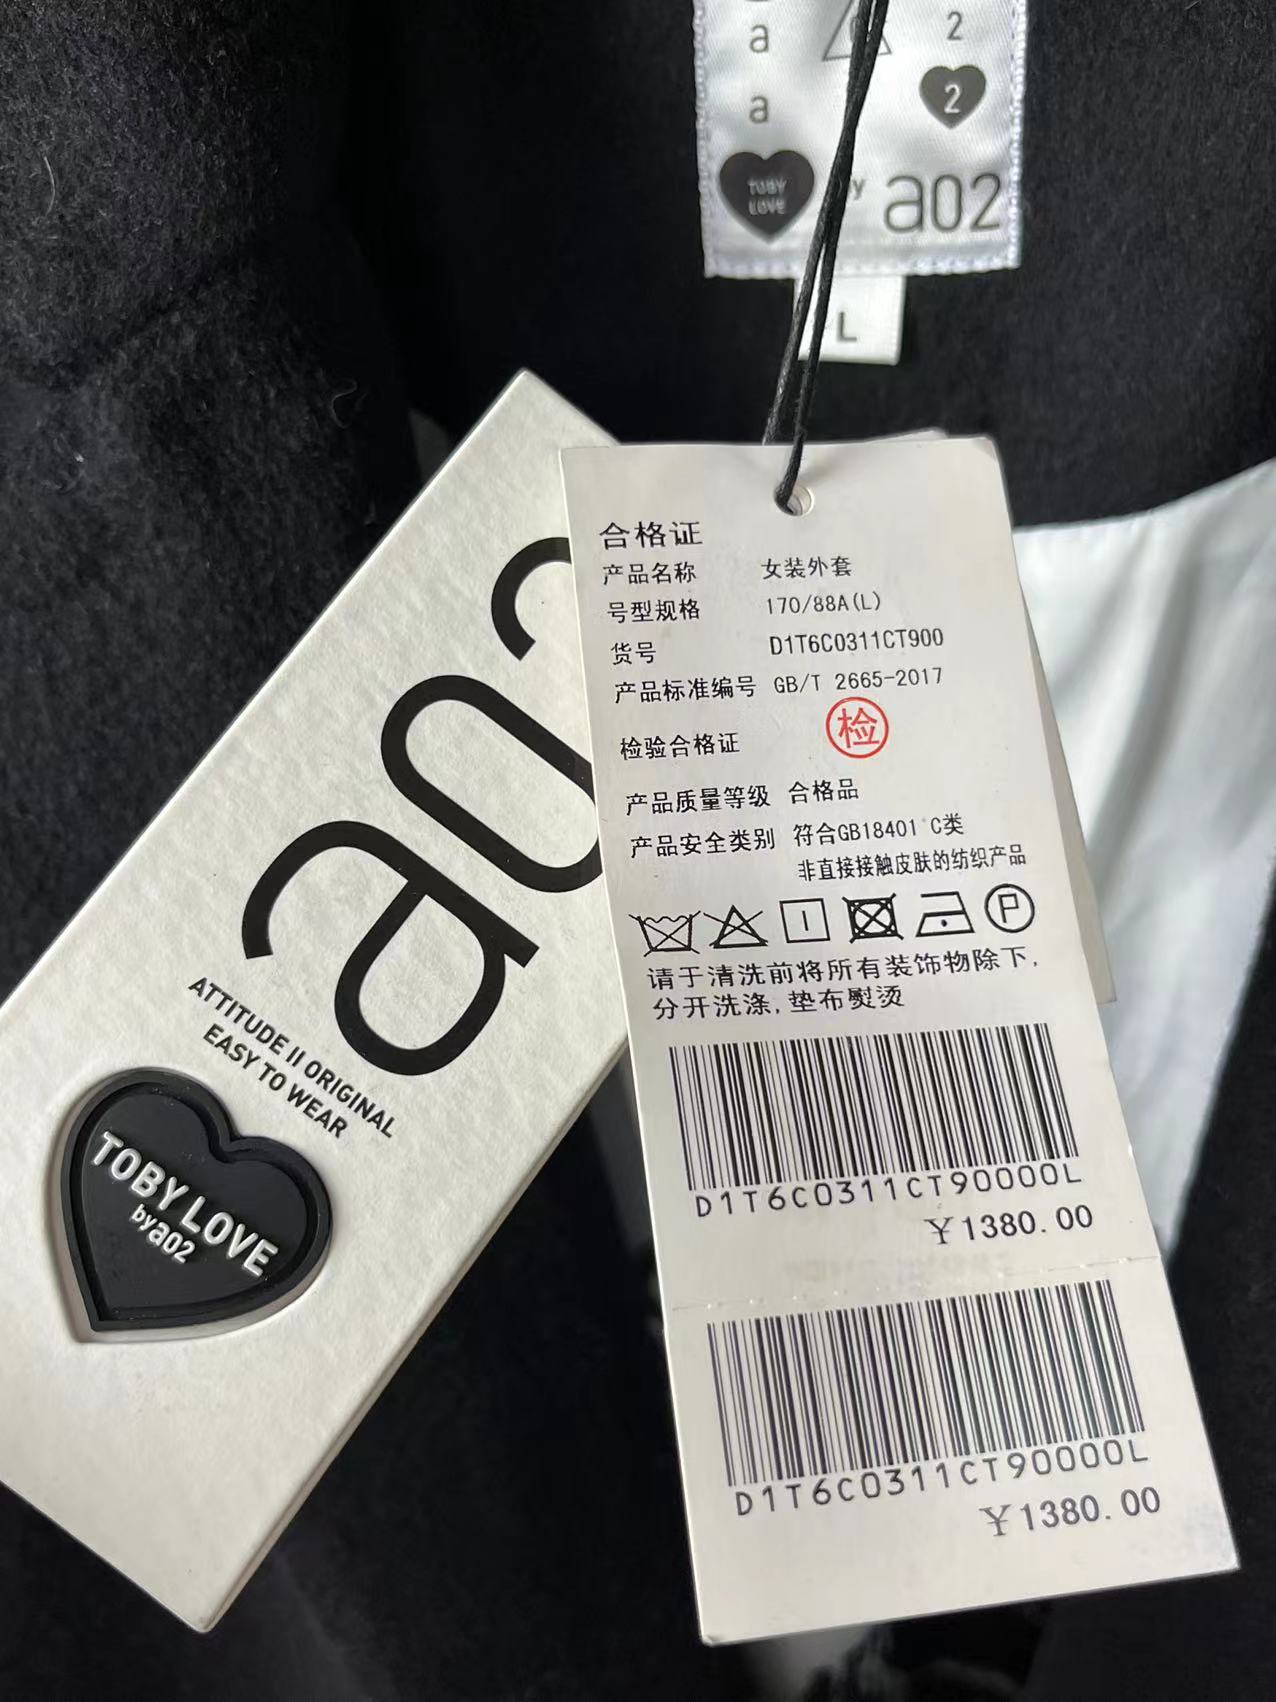 a
2
a
2
TOBY
LOVE
a02
L
a02
ATTITUDE II ORIGINAL
EASY TO WEAR
TOBY LOVE
by a02
合格证
产品名称 女装外套
号型规格 170/88A(L)
货号 D1T6C0311CT900
产品标准编号 GB/T 2665-2017
检验合格证 检
产品质量等级 合格品
产品安全类别 符合GB18401 C类
非直接接触皮肤的纺织产品
P
请于清洗前将所有装饰物除下,
分开洗涤,垫布熨烫
D1T6C0311CT90000L
￥1380.00
D1T6C0311CT90000L
￥1380.00